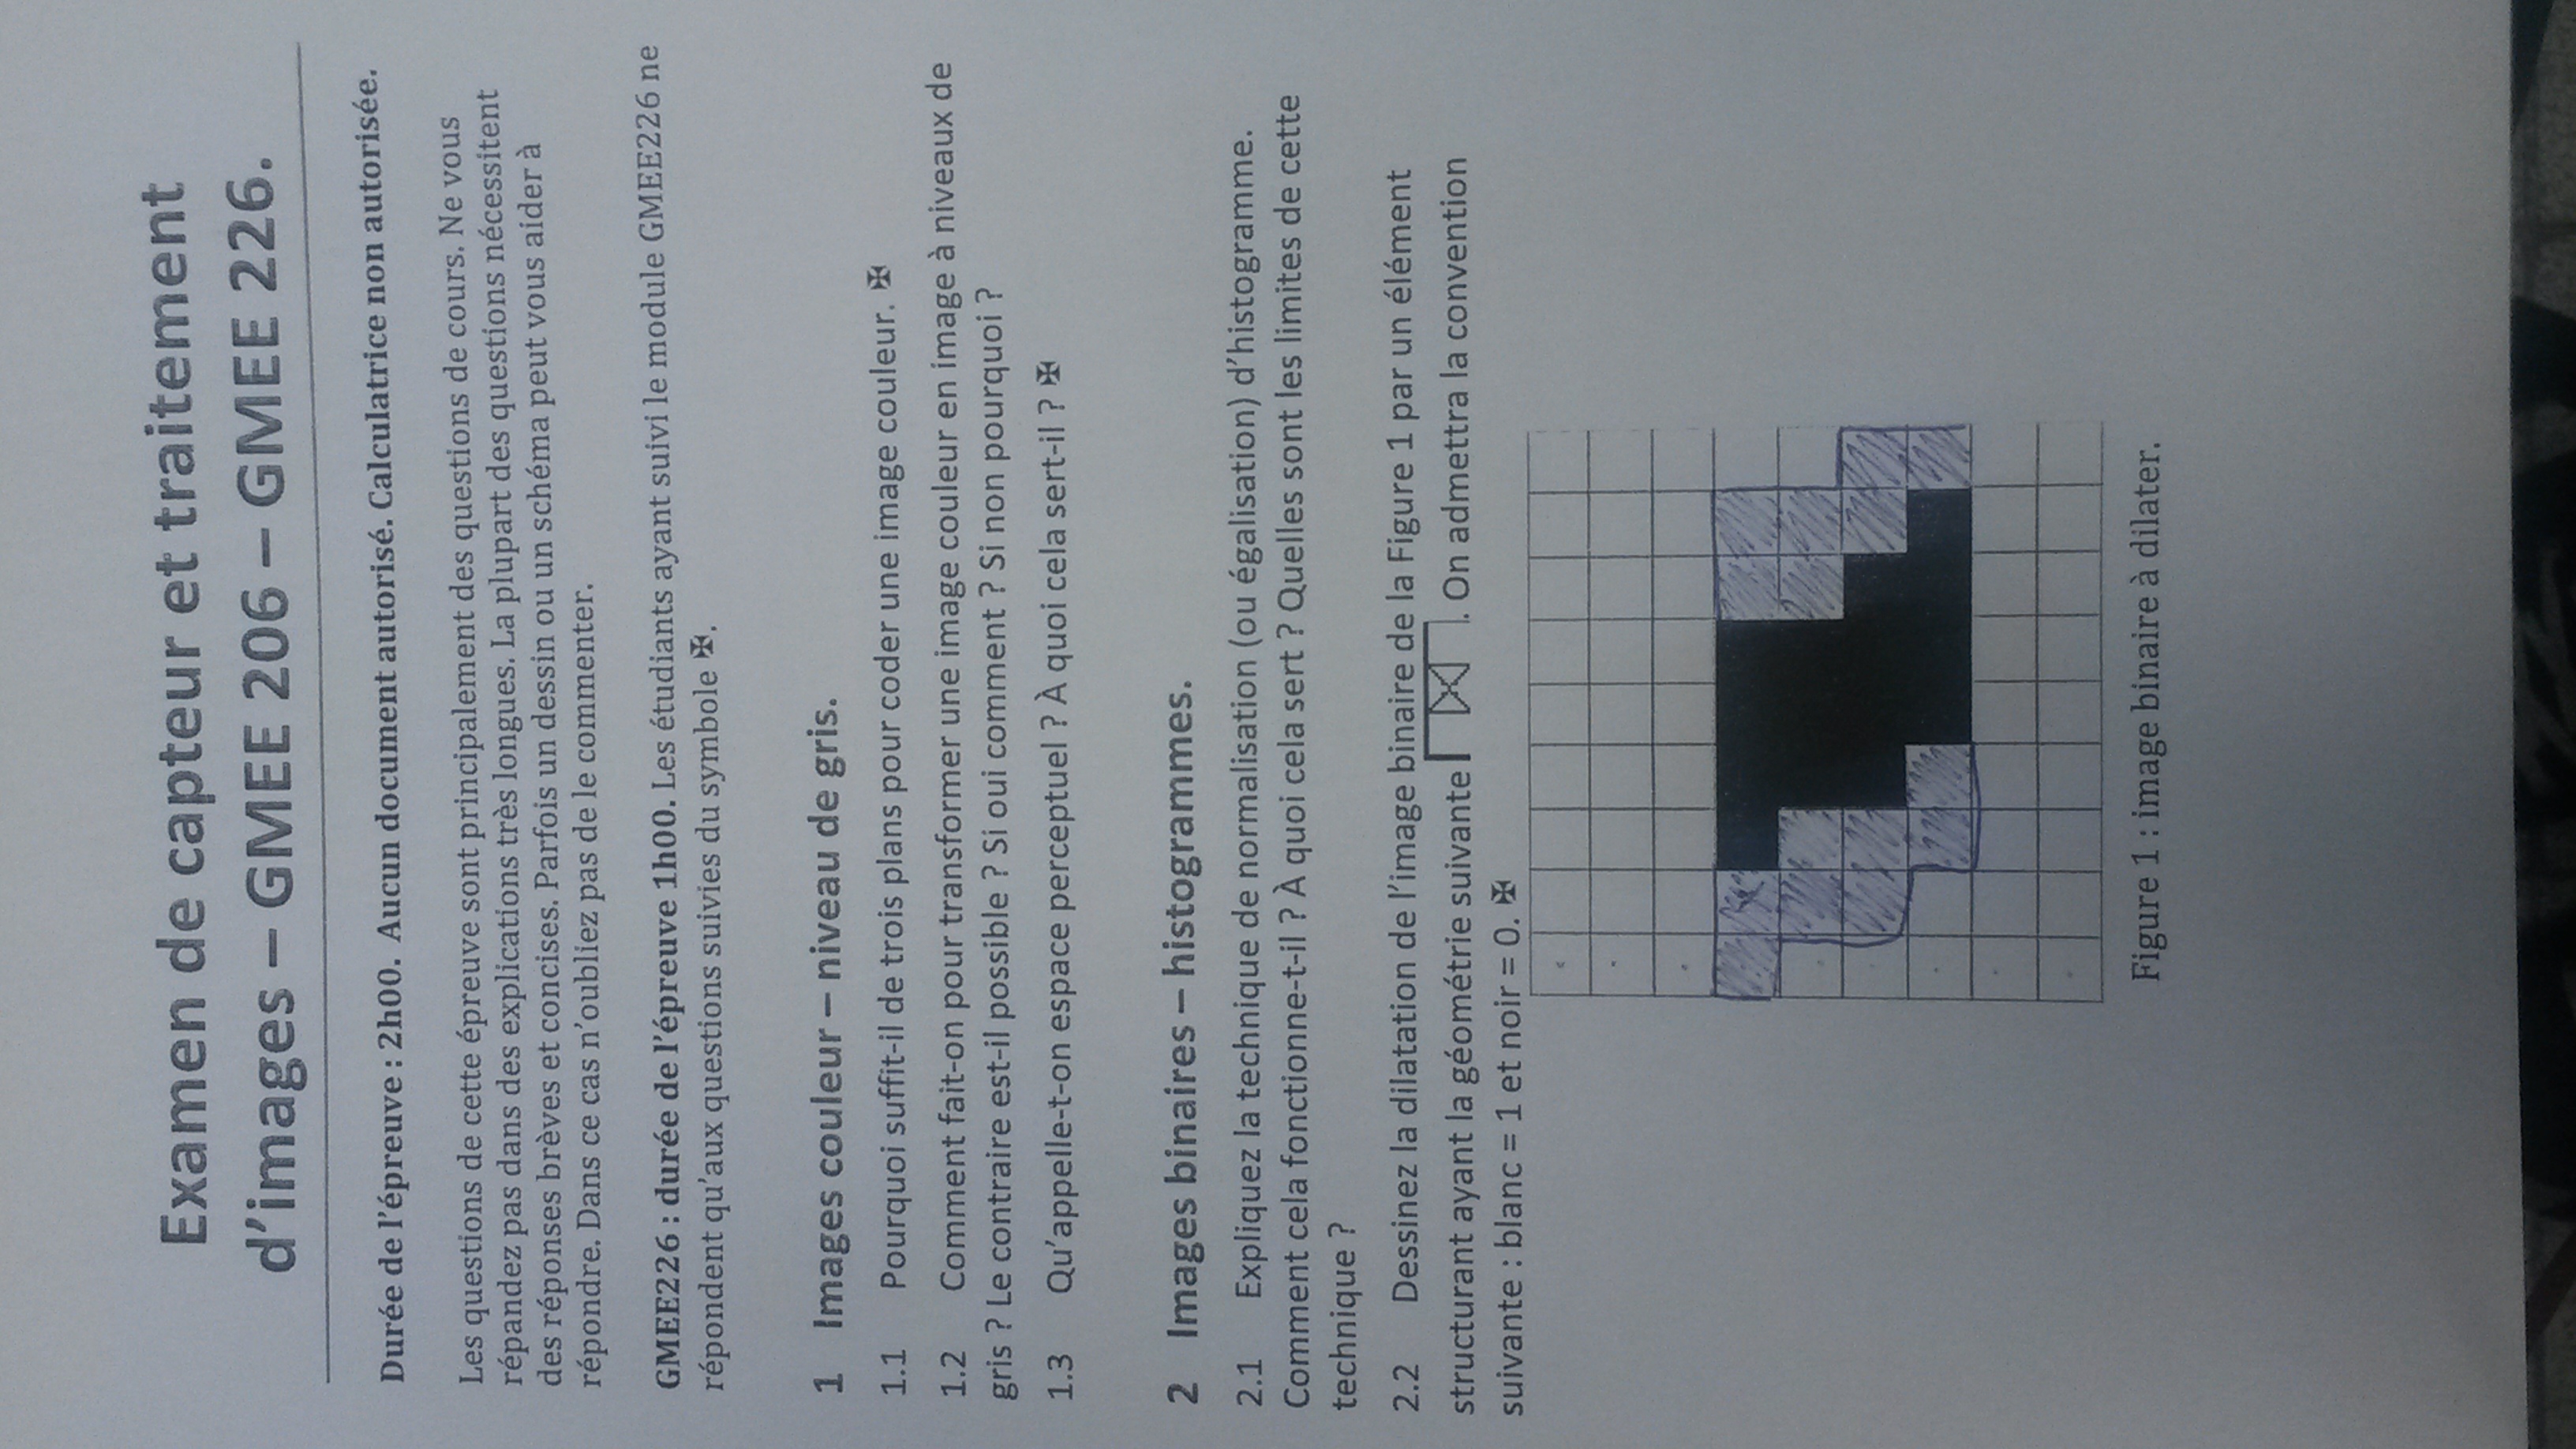 Examen de capteur et traitement
d'images – GMEE 206 – GMEE 226.
Durée de l'épreuve : 2h00. Aucun document autorisé. Calculatrice non autorisée.
Les questions de cette épreuve sont principalement des questions de cours. Ne vous
répandez pas dans des explications très longues. La plupart des questions nécessitent
des réponses brèves et concises. Parfois un dessin ou un schéma peut vous aider à
répondre. Dans ce cas n'oubliez pas de le commenter.
GMEE226 : durée de l'épreuve 1h00. Les étudiants ayant suivi le module GMEE226 ne
répondent qu'aux questions suivies du symbole ✠.
1 Images couleur – niveau de gris.
1.1 Pourquoi suffit-il de trois plans pour coder une image couleur. ✠
1.2 Comment fait-on pour transformer une image couleur en image à niveaux de
gris ? Le contraire est-il possible ? Si oui comment ? Si non pourquoi ?
1.3 Qu'appelle-t-on espace perceptuel ? À quoi cela sert-il ? ✠
2 Images binaires – histogrammes.
2.1 Expliquez la technique de normalisation (ou égalisation) d'histogramme.
Comment cela fonctionne-t-il ? À quoi cela sert ? Quelles sont les limites de cette
technique ?
2.2 Dessinez la dilatation de l'image binaire de la Figure 1 par un élément
structurant ayant la géométrie suivante . On admettra la convention
suivante : blanc = 1 et noir = 0. ✠
Figure 1 : image binaire à dilater.